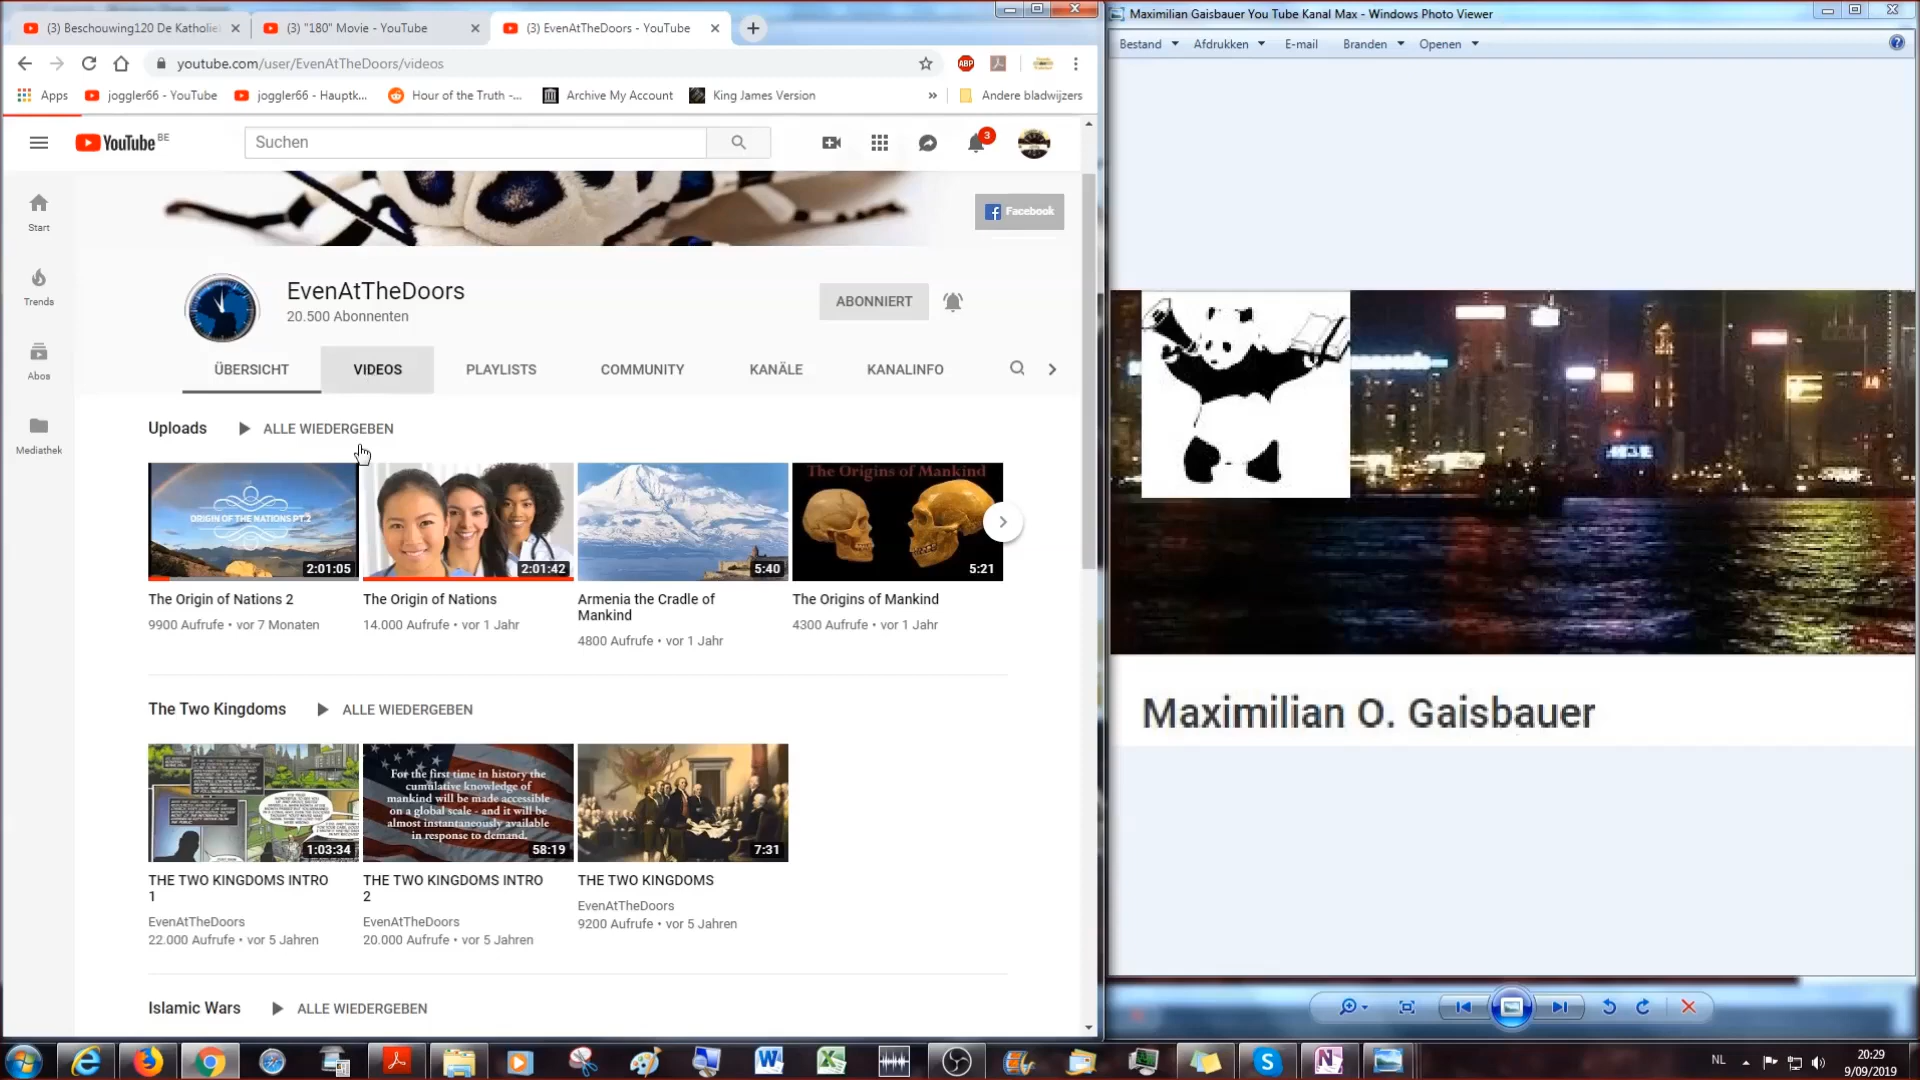 (3) Beschouwing120 De Katholie
(3) "180" Movie - YouTube
(3) EvenAtTheDoors - YouTube
youtube.com/user/EvenAtTheDoors/videos
Apps
joggler66 - YouTube
joggler66 - Hauptk...
Hour of the Truth -...
Archive My Account
King James Version
»
Andere bladwijzers
YouTube BE
Suchen
3
Start
Trends
Abos
Mediathek
Facebook
EvenAtTheDoors
20.500 Abonnenten
ABONNIERT
ÜBERSICHT
VIDEOS
PLAYLISTS
COMMUNITY
KANÄLE
KANALINFO
Uploads
ALLE WIEDERGEBEN
ORIGIN OF THE NATIONS PT.2
2:01:05
2:01:42
5:40
The Origins of Mankind
5:21
The Origin of Nations 2
9900 Aufrufe • vor 7 Monaten
The Origin of Nations
14.000 Aufrufe • vor 1 Jahr
Armenia the Cradle of
Mankind
4800 Aufrufe • vor 1 Jahr
The Origins of Mankind
4300 Aufrufe • vor 1 Jahr
The Two Kingdoms
ALLE WIEDERGEBEN
1:03:34
For the first time in history the
cumulative knowledge of
mankind will be made accessible
on a global scale - and it will be
almost instantaneously available
in response to demand.
58:19
7:31
THE TWO KINGDOMS INTRO
1
EvenAtTheDoors
22.000 Aufrufe • vor 5 Jahren
THE TWO KINGDOMS INTRO
2
EvenAtTheDoors
20.000 Aufrufe • vor 5 Jahren
THE TWO KINGDOMS
EvenAtTheDoors
9200 Aufrufe • vor 5 Jahren
Islamic Wars
ALLE WIEDERGEBEN
Maximilian Gaisbauer You Tube Kanal Max - Windows Photo Viewer
Bestand
Afdrukken
E-mail
Branden
Openen
Maximilian O. Gaisbauer
NL
20:29
9/09/2019